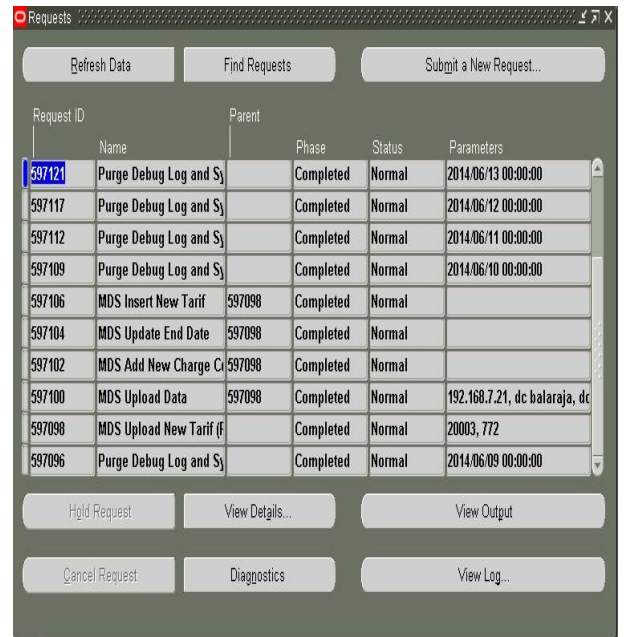 Requests
Refresh Data Find Requests Submit a New Request...
Request ID Parent
Name Phase Status Parameters
597121 Purge Debug Log and Sy Completed Normal 2014/06/13 00:00:00
597117 Purge Debug Log and Sy Completed Normal 2014/06/12 00:00:00
597112 Purge Debug Log and Sy Completed Normal 2014/06/11 00:00:00
597109 Purge Debug Log and Sy Completed Normal 2014/06/10 00:00:00
597106 MDS Insert New Tarif 597098 Completed Normal
597104 MDS Update End Date 597098 Completed Normal
597102 MDS Add New Charge Co 597098 Completed Normal
597100 MDS Upload Data 597098 Completed Normal 192.168.7.21, dc balaraja, dc
597098 MDS Upload New Tarif (F Completed Normal 20003, 772
597096 Purge Debug Log and Sy Completed Normal 2014/06/09 00:00:00
Hold Request View Details... View Output
Cancel Request Diagnostics View Log...